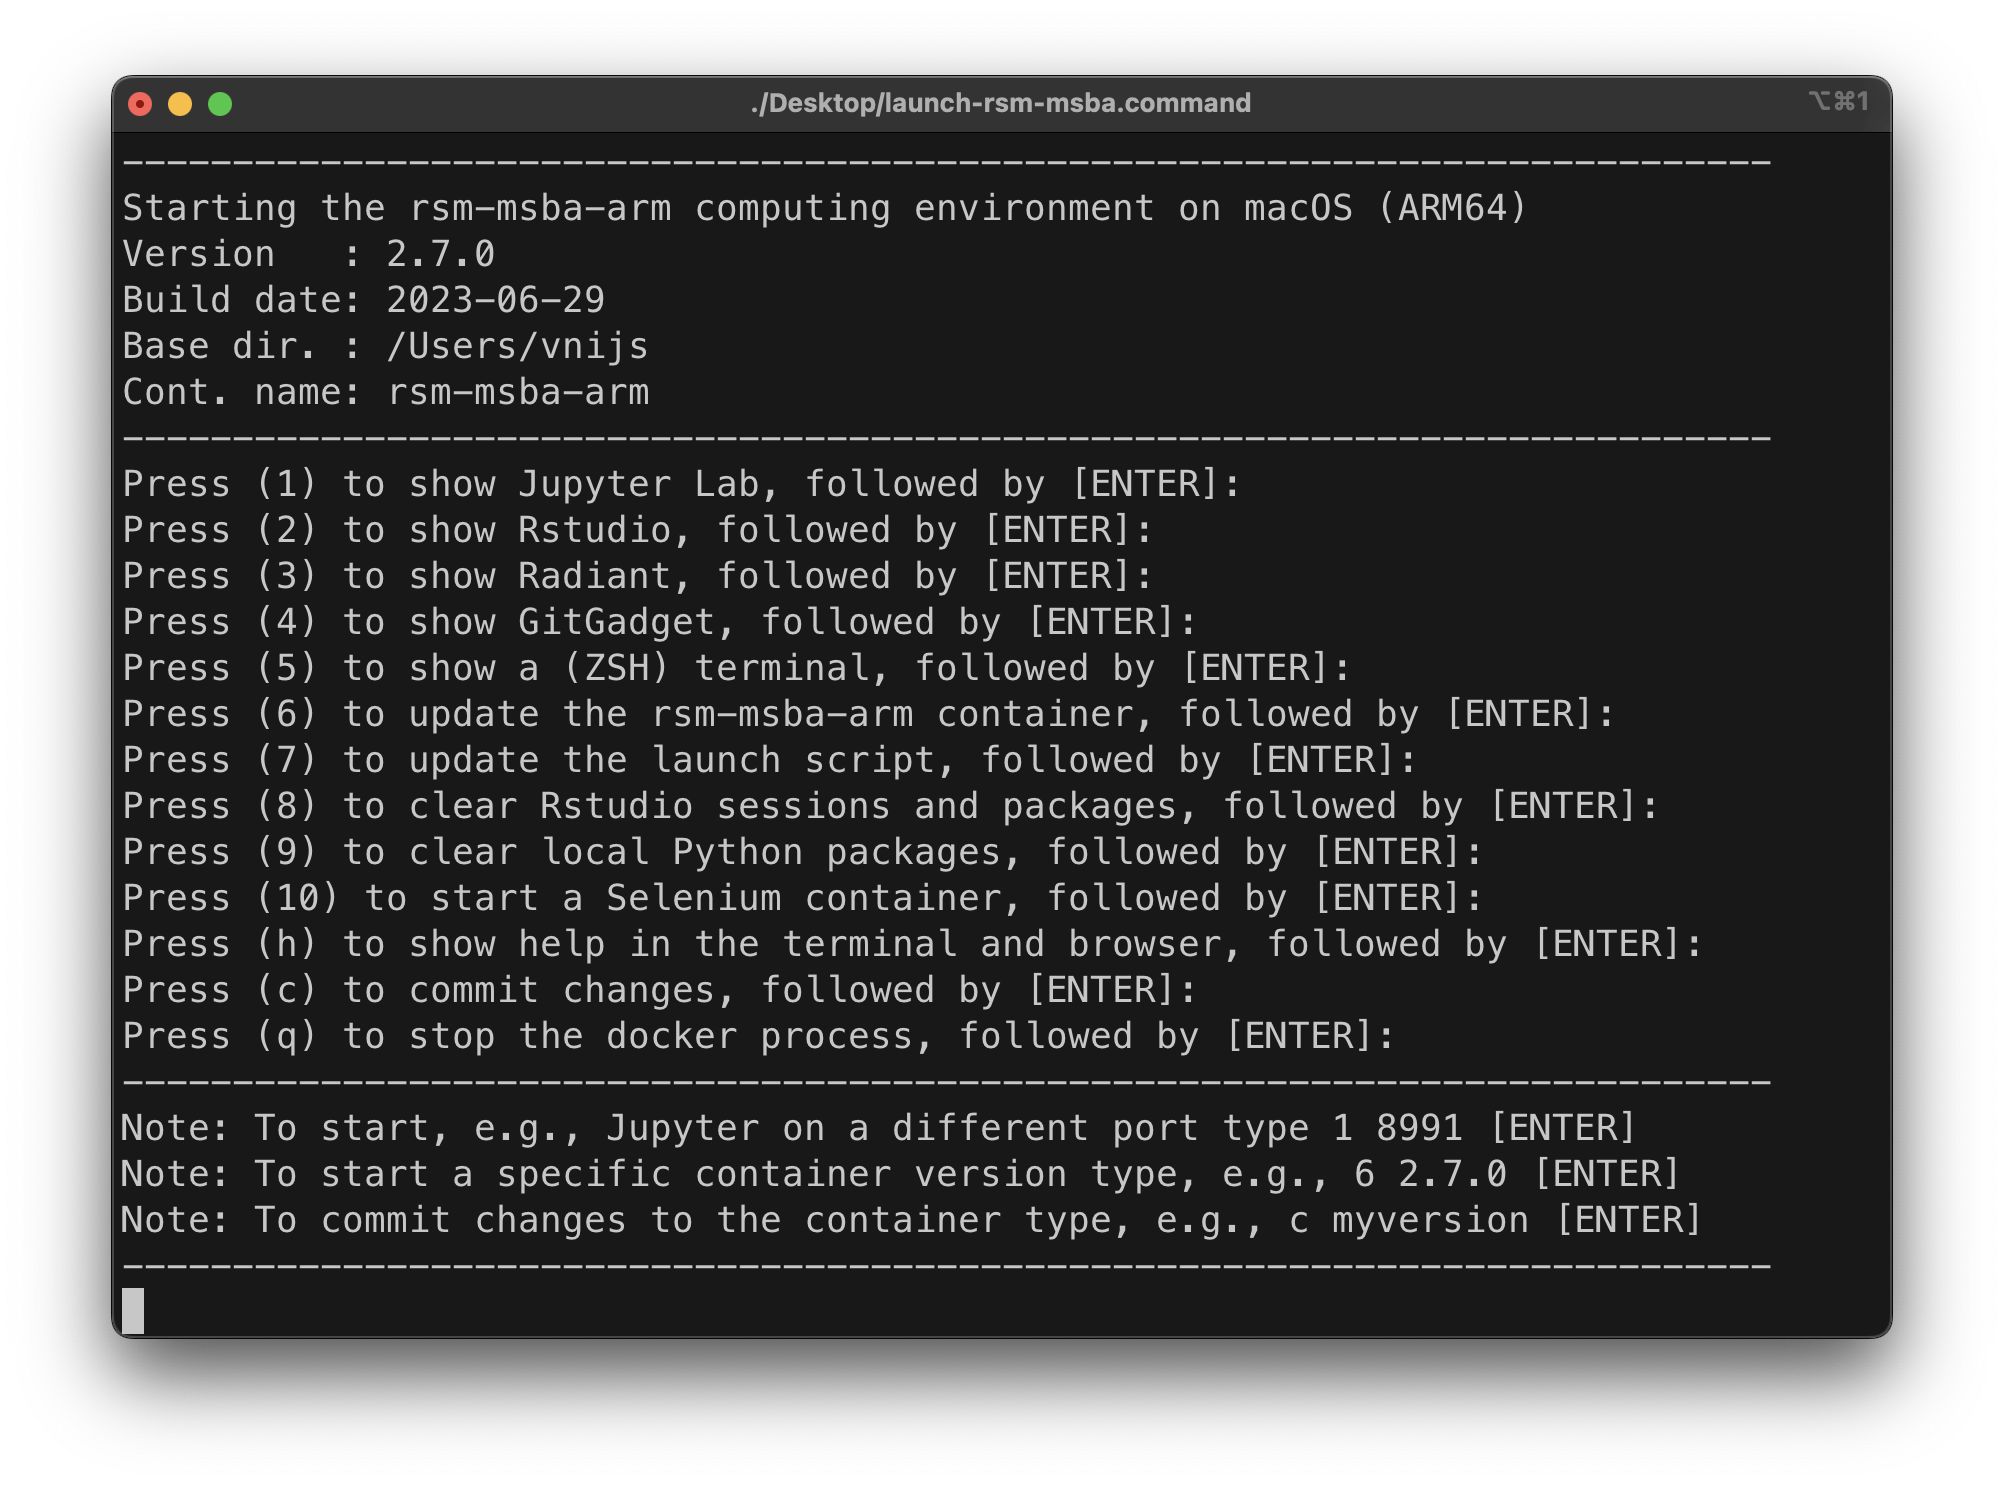 ./Desktop/launch-rsm-msba.command ⌥⌘1
---------------------------------------------------------------------------
Starting the rsm-msba-arm computing environment on macOS (ARM64)
Version   : 2.7.0
Build date: 2023-06-29
Base dir. : /Users/vnijs
Cont. name: rsm-msba-arm
---------------------------------------------------------------------------
Press (1) to show Jupyter Lab, followed by [ENTER]:
Press (2) to show Rstudio, followed by [ENTER]:
Press (3) to show Radiant, followed by [ENTER]:
Press (4) to show GitGadget, followed by [ENTER]:
Press (5) to show a (ZSH) terminal, followed by [ENTER]:
Press (6) to update the rsm-msba-arm container, followed by [ENTER]:
Press (7) to update the launch script, followed by [ENTER]:
Press (8) to clear Rstudio sessions and packages, followed by [ENTER]:
Press (9) to clear local Python packages, followed by [ENTER]:
Press (10) to start a Selenium container, followed by [ENTER]:
Press (h) to show help in the terminal and browser, followed by [ENTER]:
Press (c) to commit changes, followed by [ENTER]:
Press (q) to stop the docker process, followed by [ENTER]:
---------------------------------------------------------------------------
Note: To start, e.g., Jupyter on a different port type 1 8991 [ENTER]
Note: To start a specific container version type, e.g., 6 2.7.0 [ENTER]
Note: To commit changes to the container type, e.g., c myversion [ENTER]
---------------------------------------------------------------------------